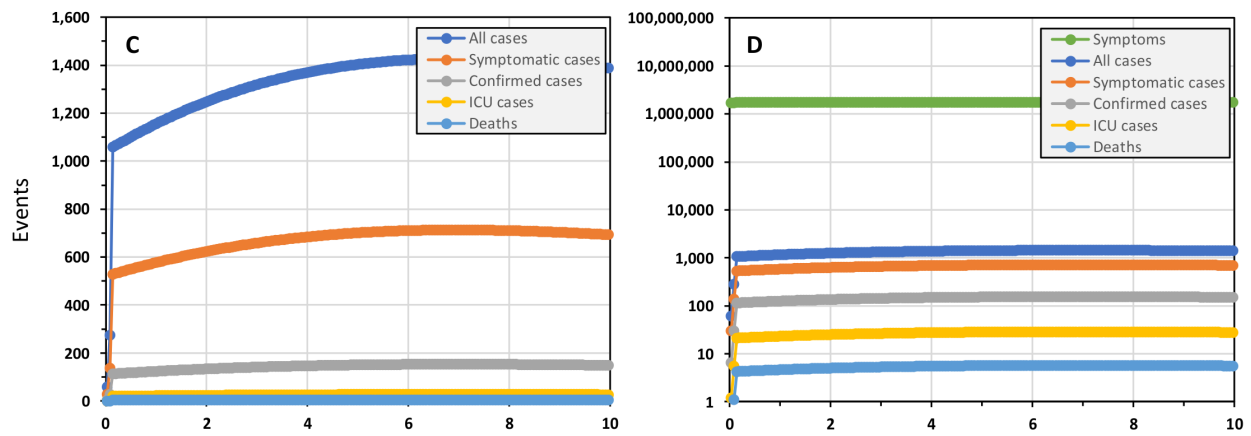 C
Events
1,600
1,400
1,200
1,000
800
600
400
200
0
0 2 4 6 8 10
All cases
Symptomatic cases
Confirmed cases
ICU cases
Deaths
D
100,000,000
10,000,000
1,000,000
100,000
10,000
1,000
100
10
1
0 2 4 6 8 10
Symptoms
All cases
Symptomatic cases
Confirmed cases
ICU cases
Deaths